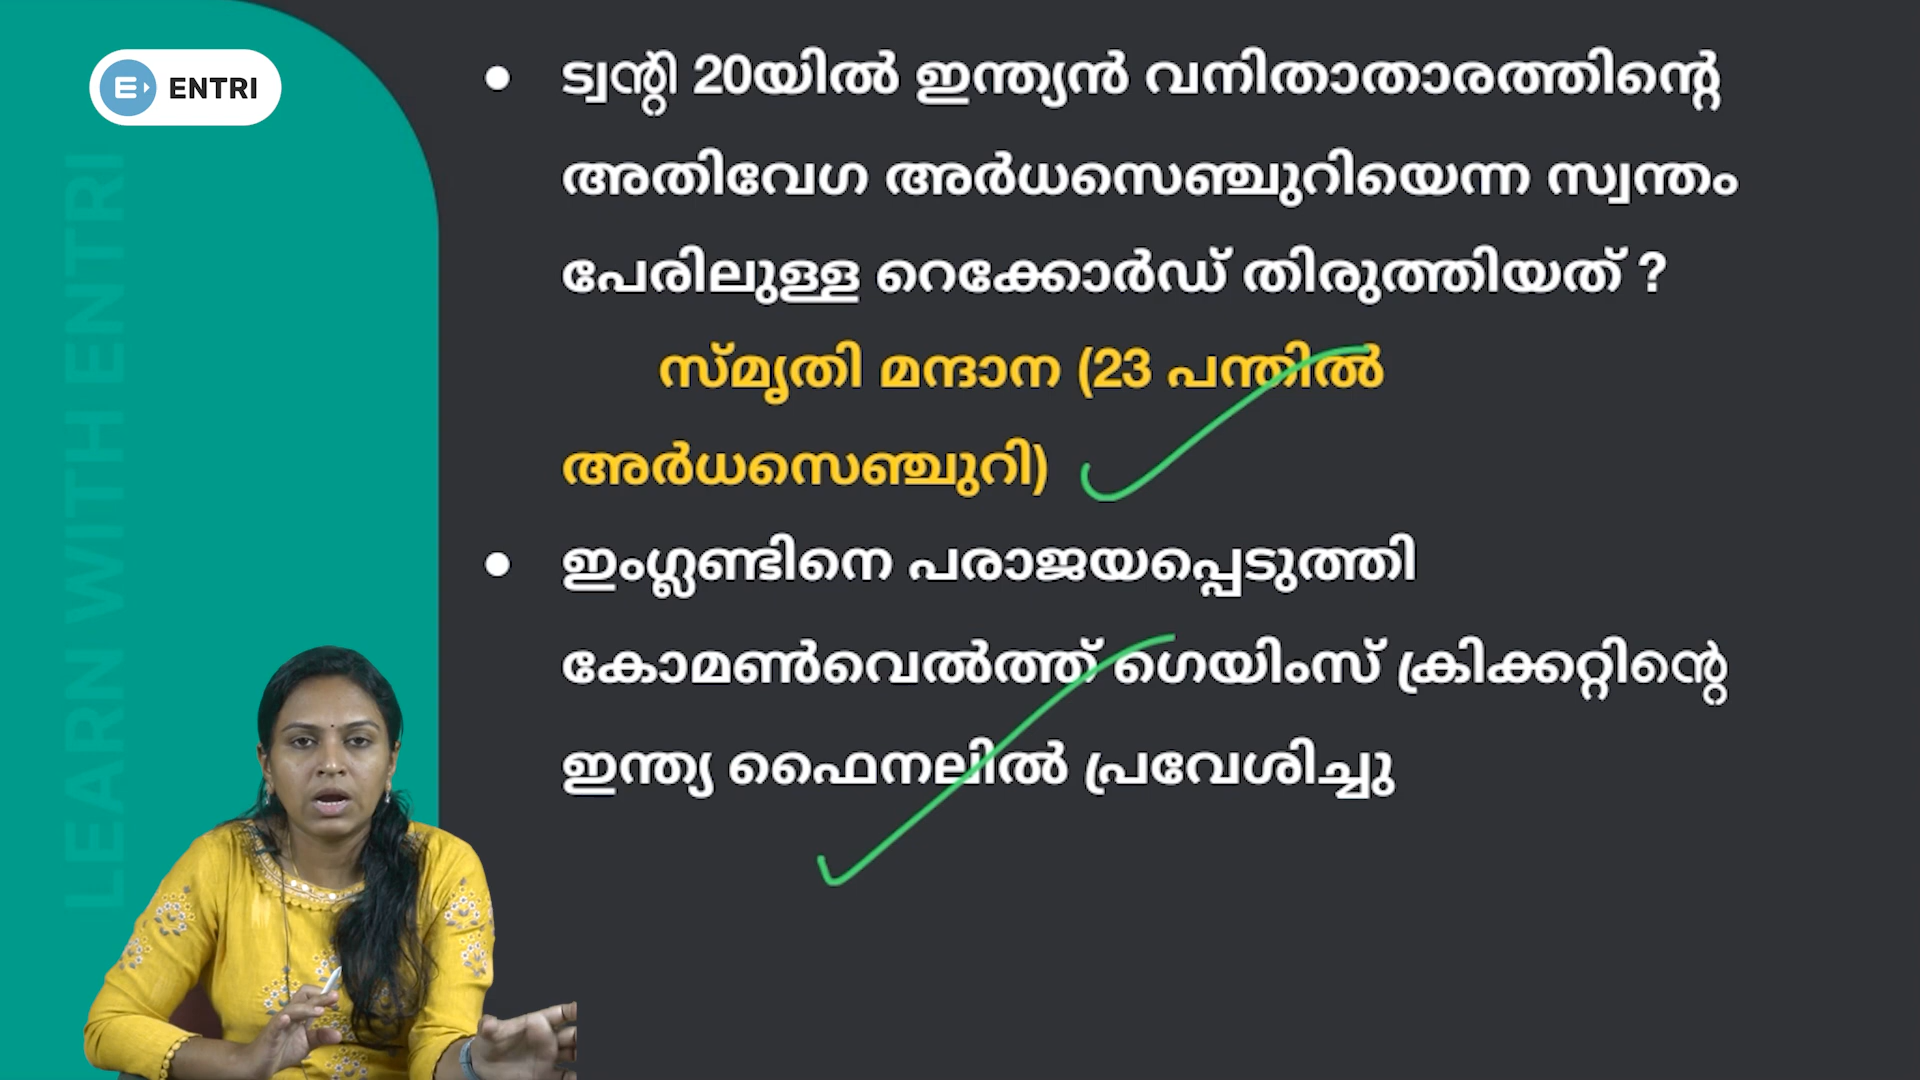 ENTRI
LEARN WITH ENTRI
ട്വന്റി 20യിൽ ഇന്ത്യൻ വനിതാതാരത്തിന്റെ
അതിവേഗ അർധസെഞ്ചുറിയെന്ന സ്വന്തം
പേരിലുള്ള റെക്കോർഡ് തിരുത്തിയത് ?
സ്മൃതി മന്ദാന (23 പന്തിൽ
അർധസെഞ്ചുറി)
ഇംഗ്ലണ്ടിനെ പരാജയപ്പെടുത്തി
കോമൺവെൽത്ത് ഗെയിംസ് ക്രിക്കറ്റിന്റെ
ഇന്ത്യ ഫൈനലിൽ പ്രവേശിച്ചു